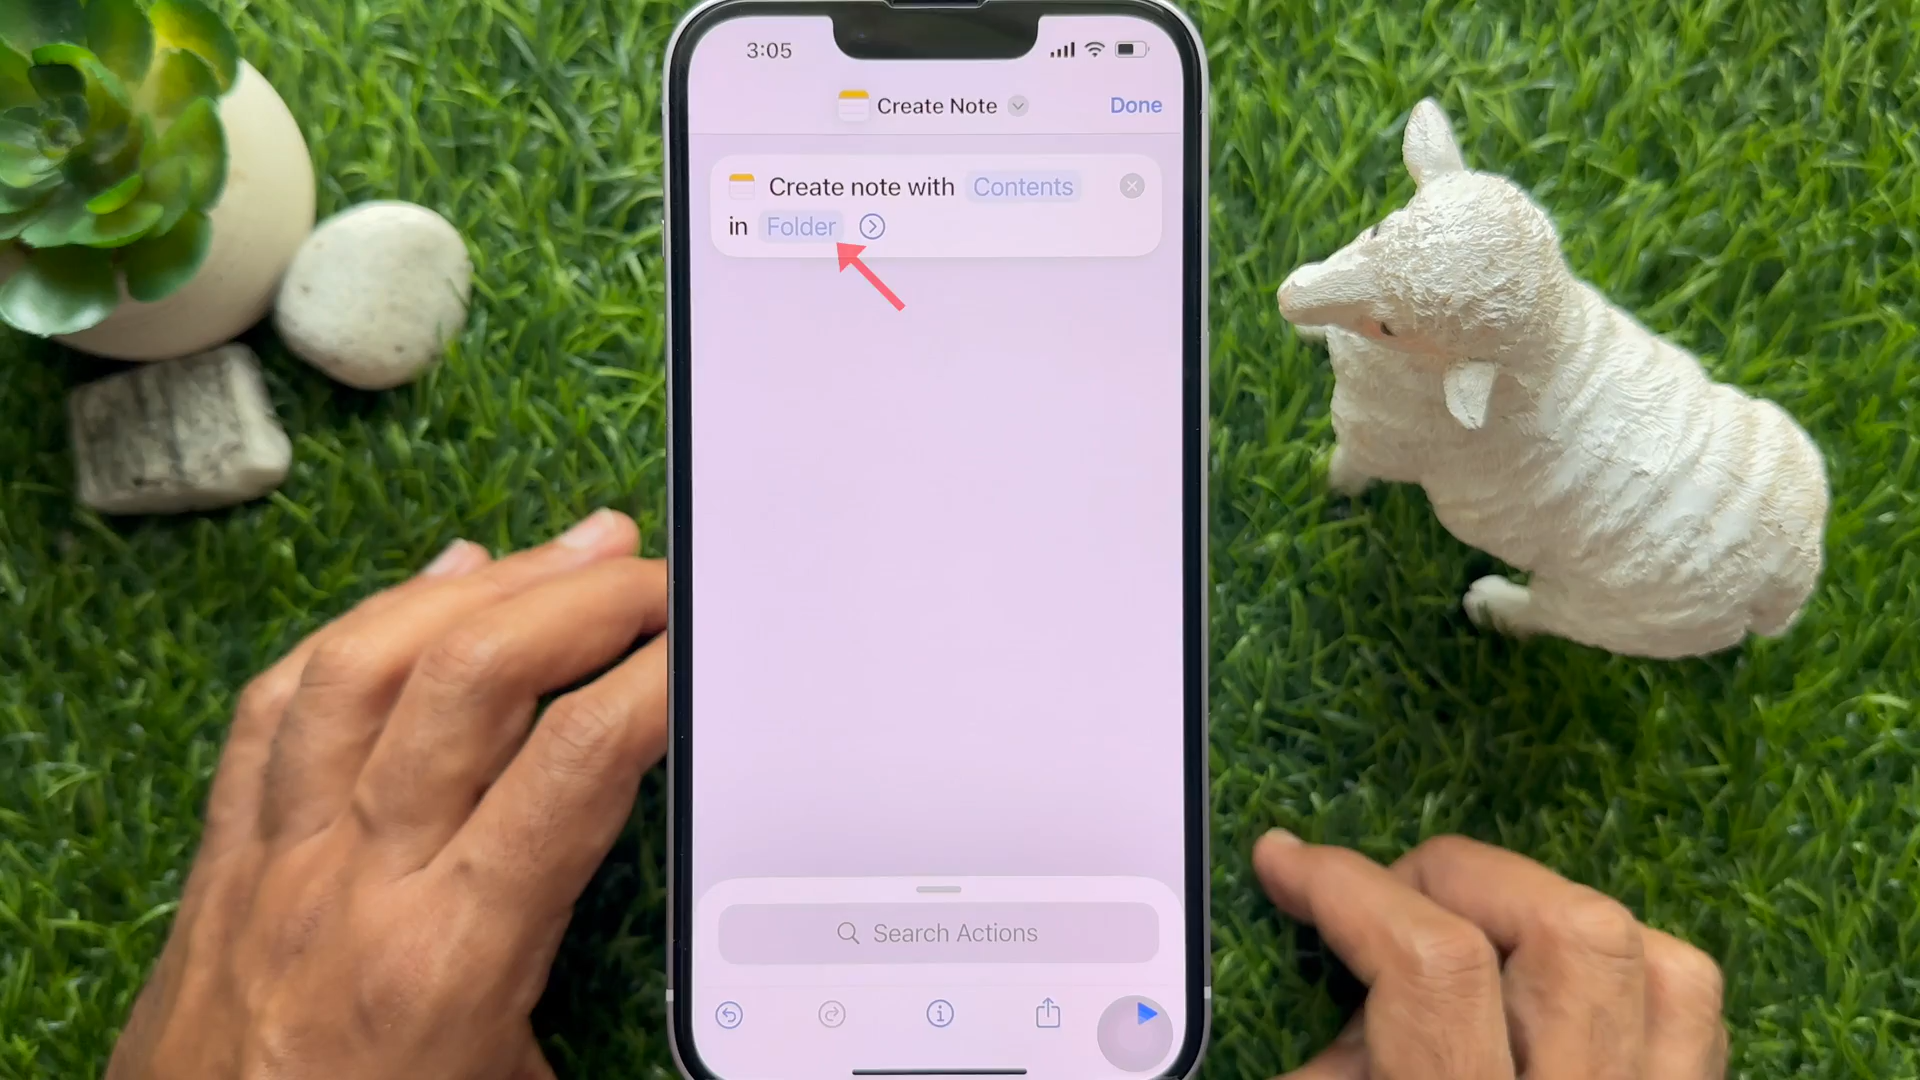 3:05
Create Note
Done
Create note with Contents
in Folder
Search Actions